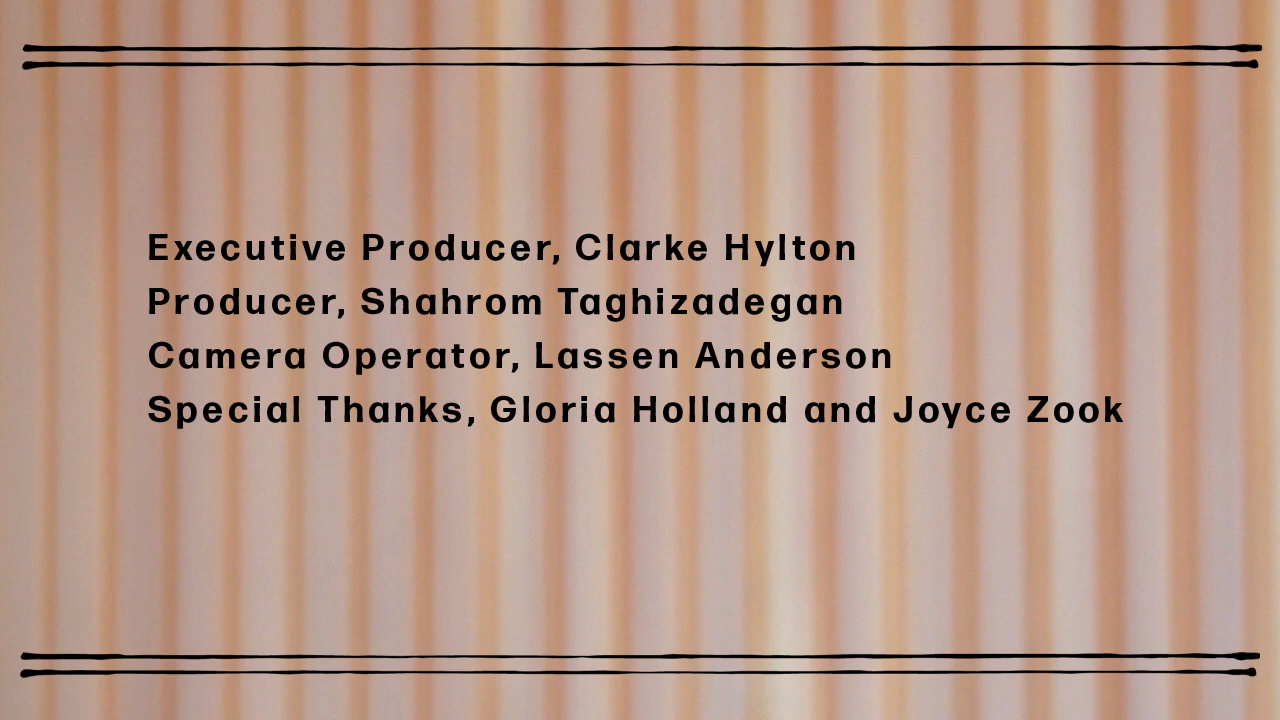 Executive Producer, Clarke Hylton
Producer, Shahrom Taghizadegan
Camera Operator, Lassen Anderson
Special Thanks, Gloria Holland and Joyce Zook